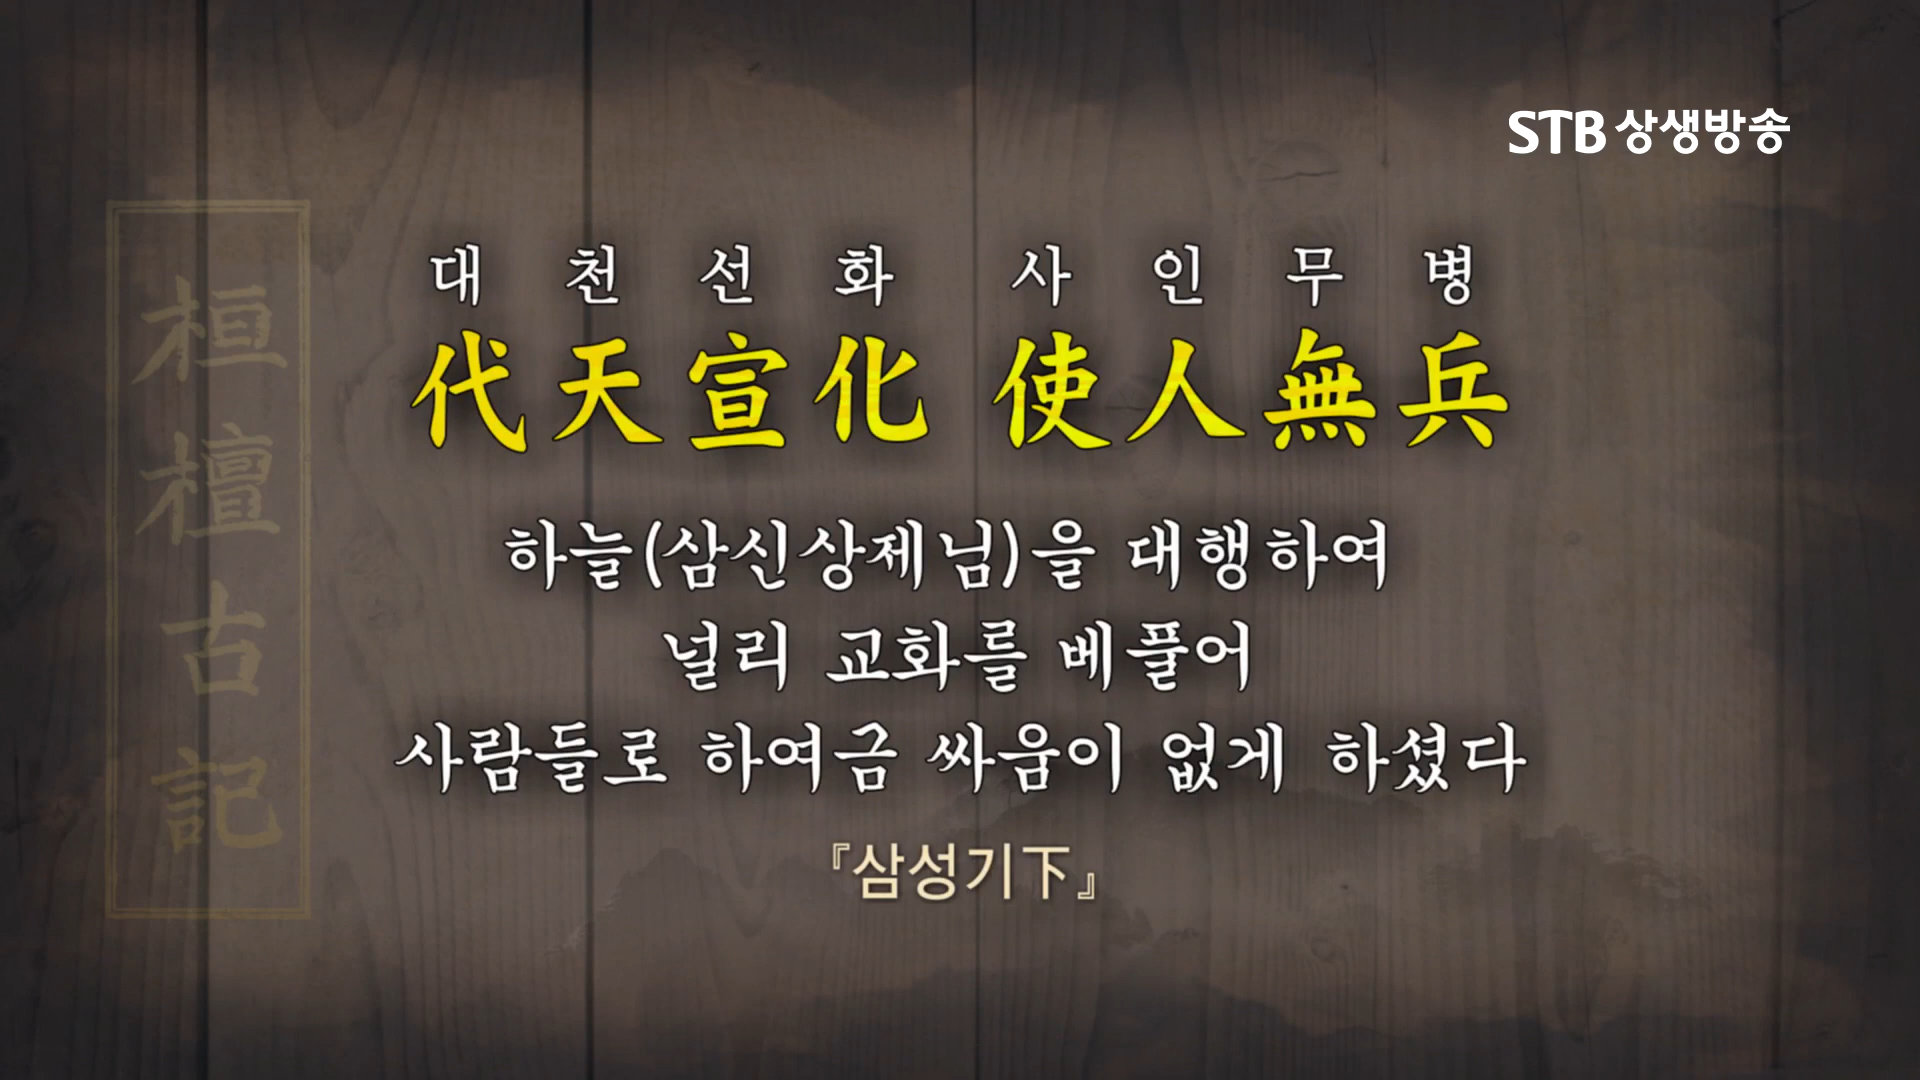 STB상생방송
桓檀古記
대 천 선 화 사 인 무 병
代天宣化 使人無兵
하늘(삼신상제님)을 대행하여
널리 교화를 베풀어
사람들로 하여금 싸움이 없게 하셨다
『삼성기下』